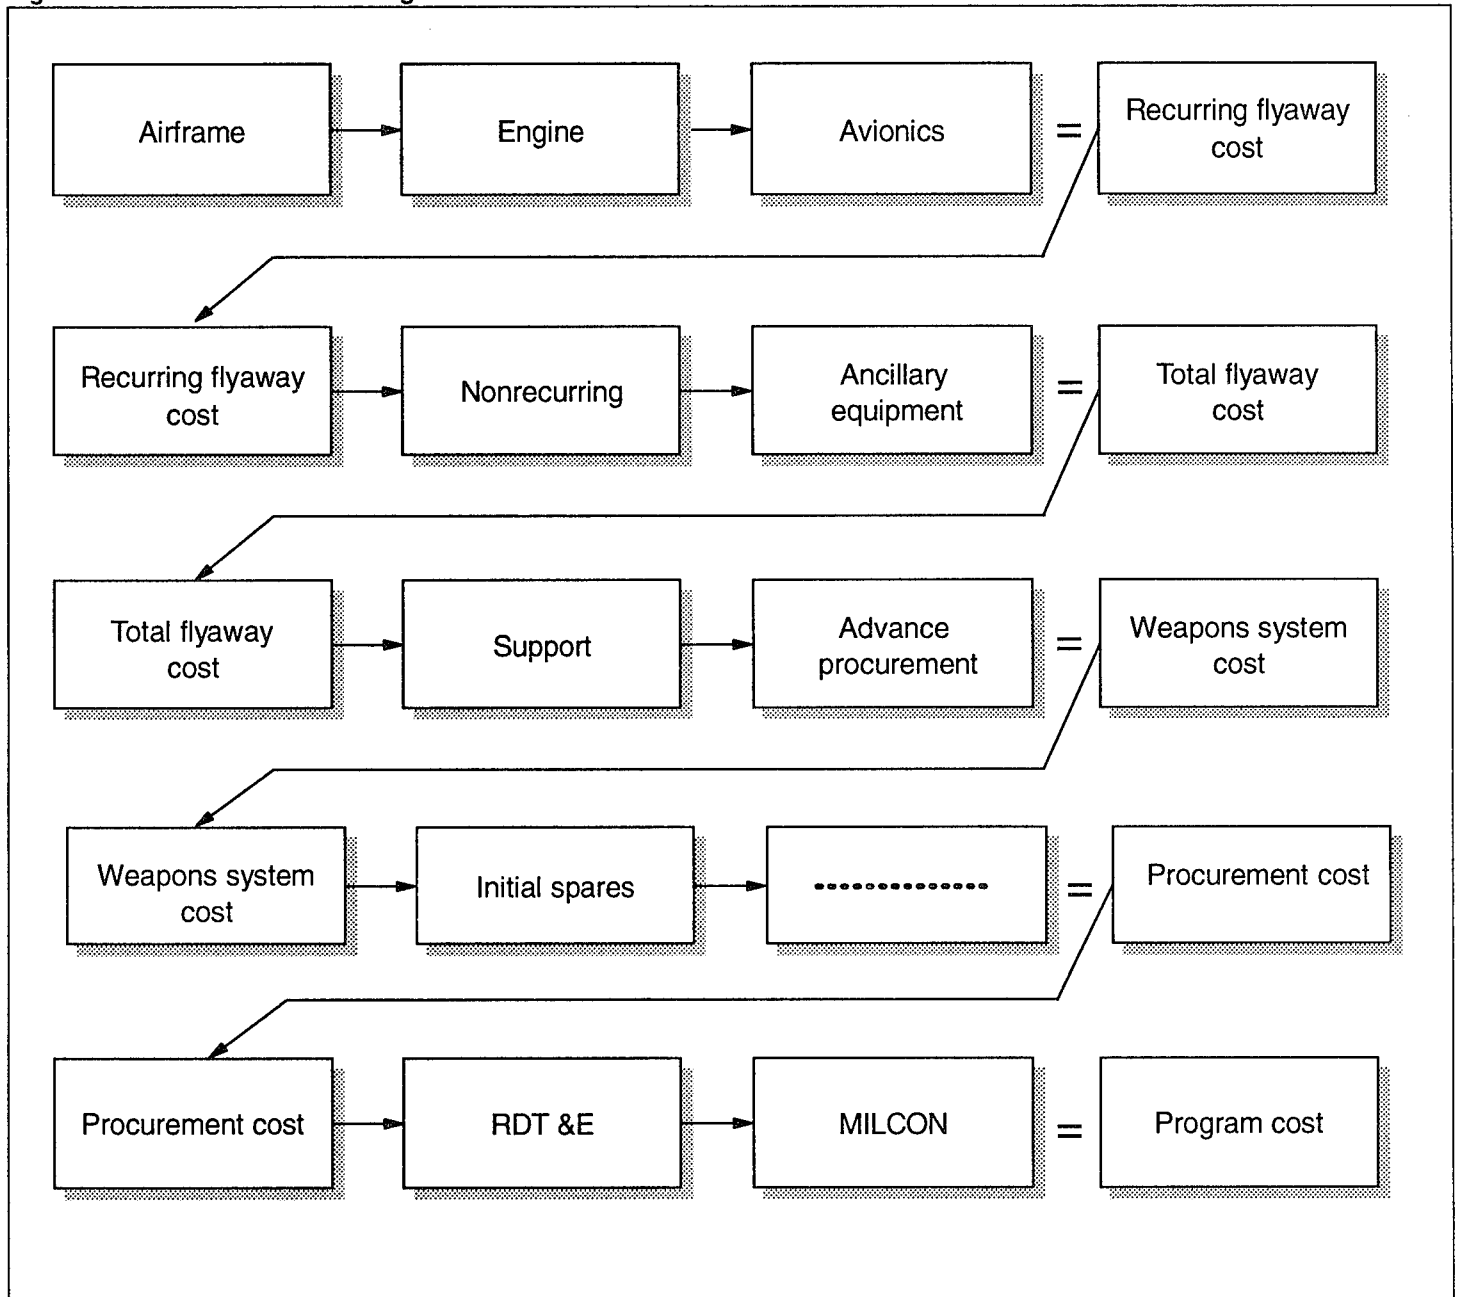 Airframe
Engine
Avionics
=
Recurring flyaway
cost
Recurring flyaway
cost
Nonrecurring
Ancillary
equipment
=
Total flyaway
cost
Total flyaway
cost
Support
Advance
procurement
=
Weapons system
cost
Weapons system
cost
Initial spares
=
Procurement cost
Procurement cost
RDT &E
MILCON
=
Program cost